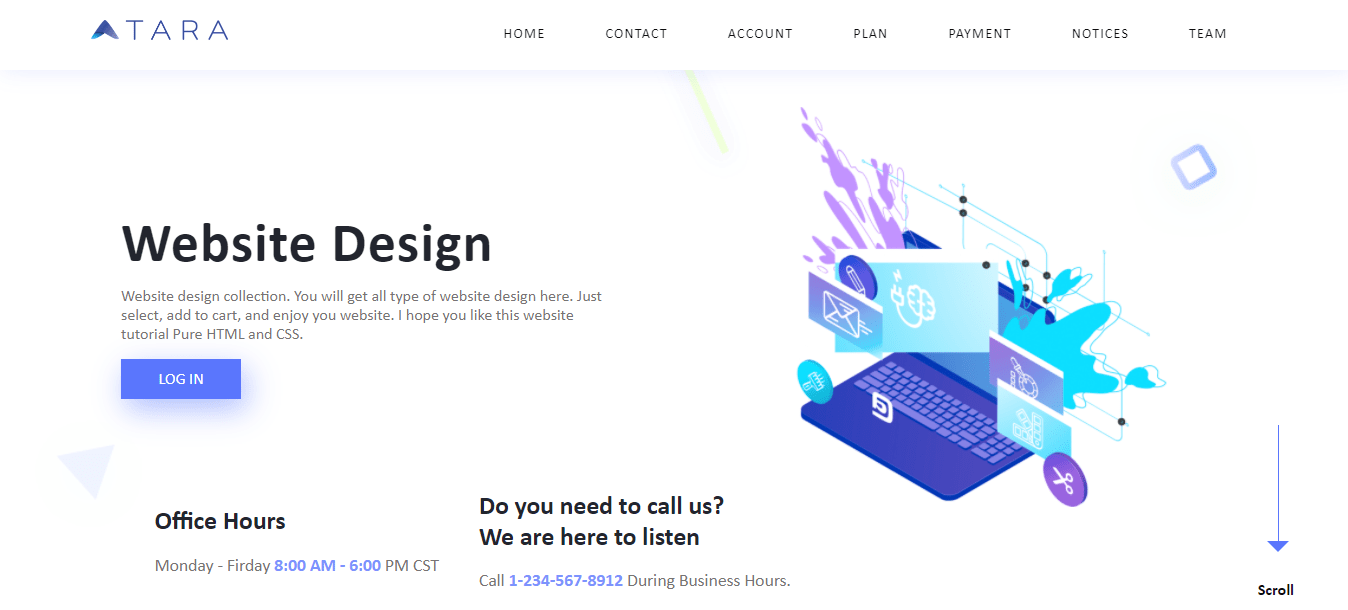 ATARA
HOME CONTACT ACCOUNT PLAN PAYMENT NOTICES TEAM
Website Design
Website design collection. You will get all type of website design here. Just
select, add to cart, and enjoy you website. I hope you like this website
tutorial Pure HTML and CSS.
LOG IN
Office Hours
Monday - Firday 8:00 AM - 6:00 PM CST
Do you need to call us?
We are here to listen
Call 1-234-567-8912 During Business Hours.
Scroll